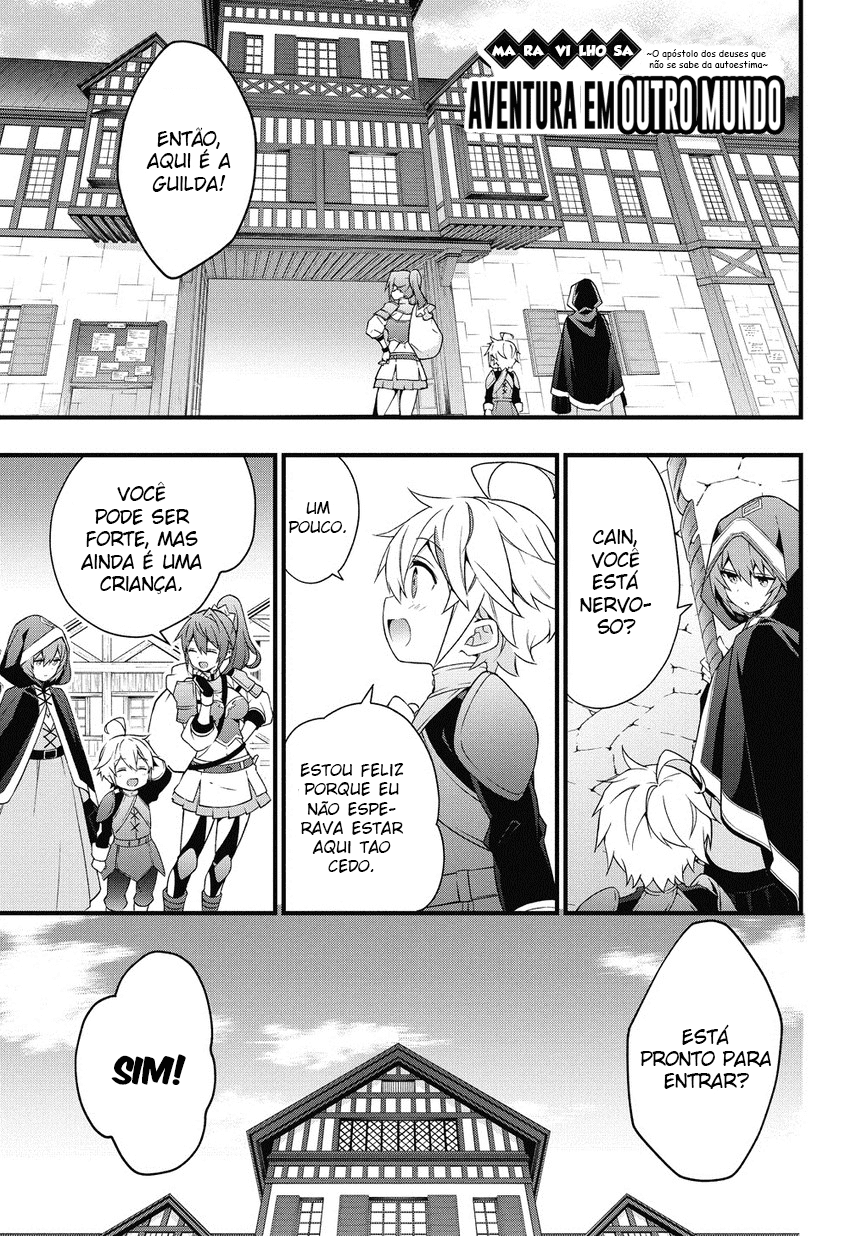 MA RA VI LHO SA
~O apóstolo dos deuses que
não se sabe da autoestima~
AVENTURA EM OUTRO MUNDO
ENTÃO,
AQUI É A
GUILDA!
CAIN,
VOCÊ
ESTÁ
NERVO-
SO?
UM
POUCO.
ESTOU FELIZ
PORQUE EU
NÃO ESPE-
RAVA ESTAR
AQUI TAO
CEDO.
VOCÊ
PODE SER
FORTE, MAS
AINDA É UMA
CRIANÇA.
ESTÁ
PRONTO PARA
ENTRAR?
SIM!